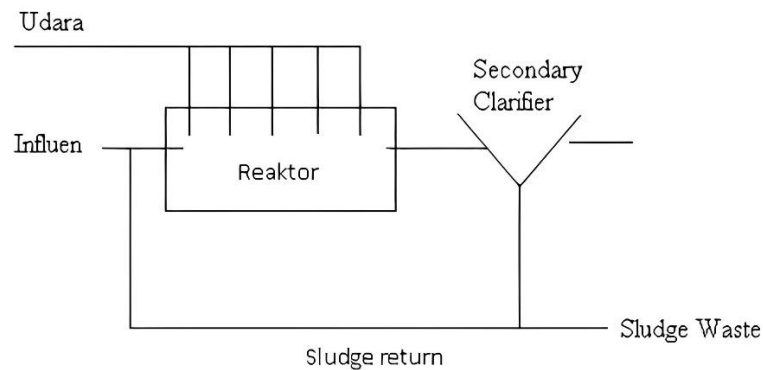 Udara
Secondary
Clarifier
Influen
Reaktor
Sludge Waste
Sludge return